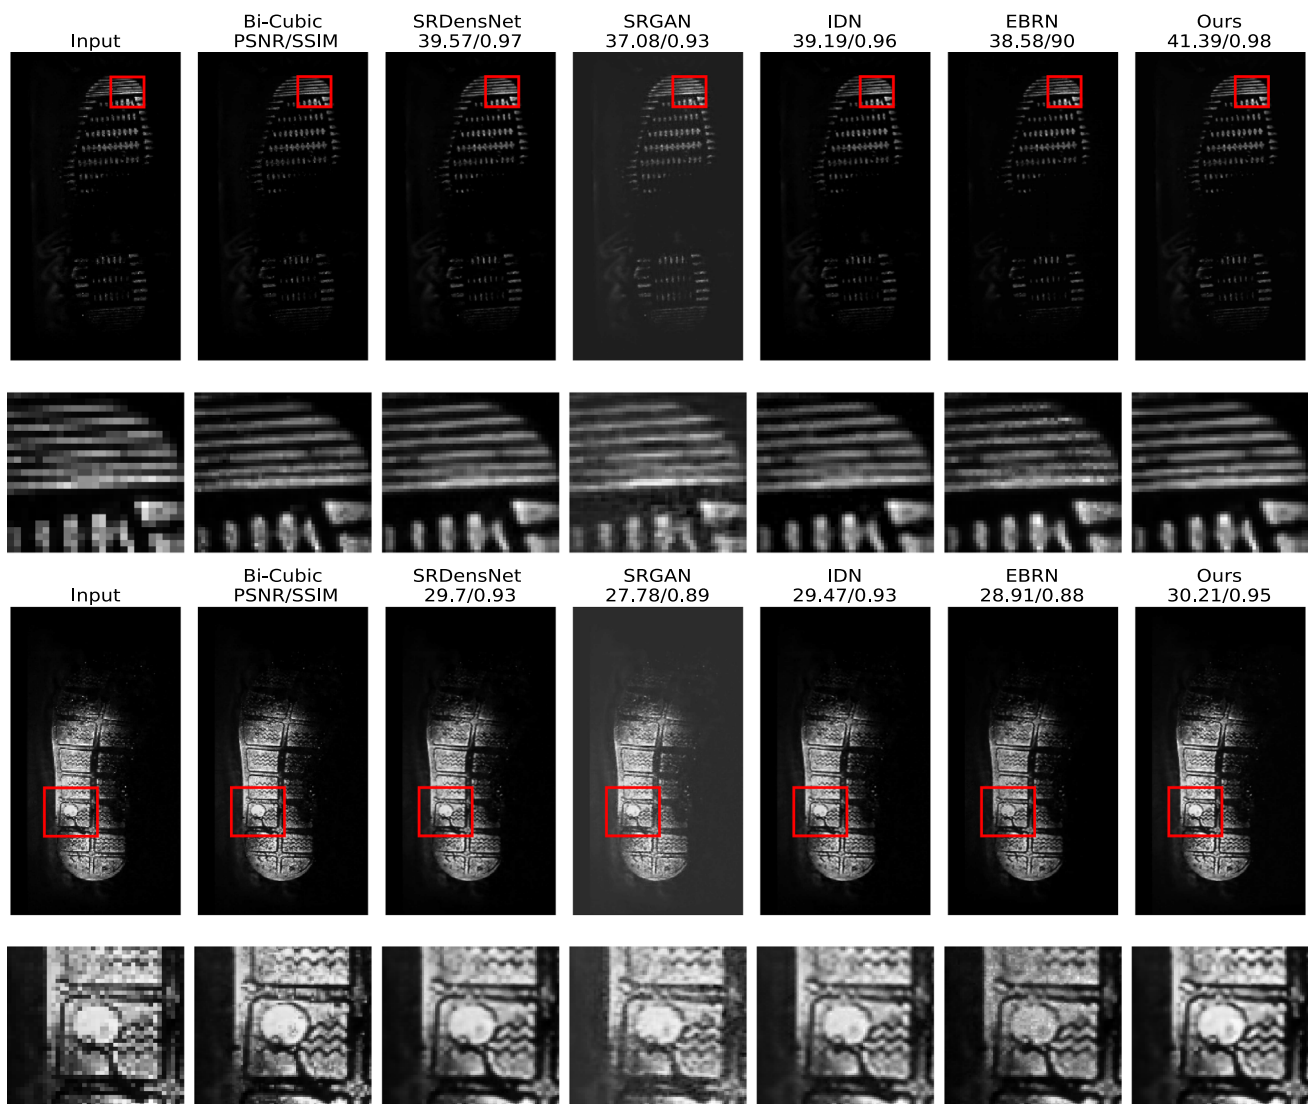 Input
Bi-Cubic
PSNR/SSIM
SRDensNet
39.57/0.97
SRGAN
37.08/0.93
IDN
39.19/0.96
EBRN
38.58/90
Ours
41.39/0.98
Input
Bi-Cubic
PSNR/SSIM
SRDensNet
29.7/0.93
SRGAN
27.78/0.89
IDN
29.47/0.93
EBRN
28.91/0.88
Ours
30.21/0.95